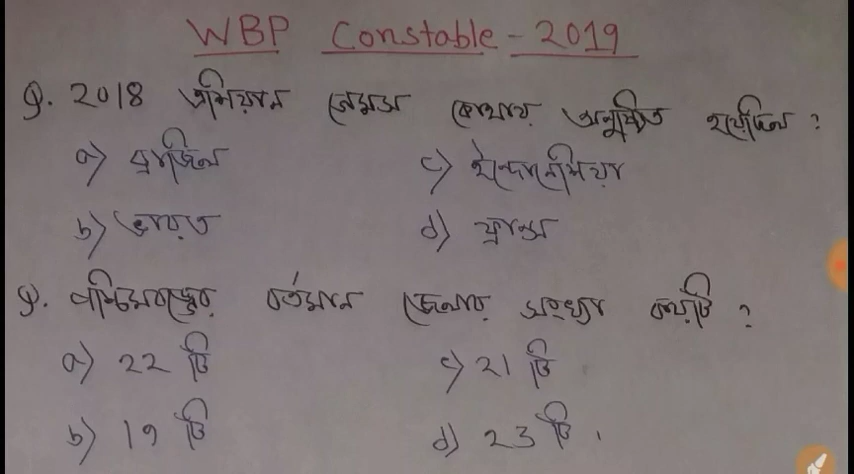 WBP Constable - 2019
Q. 2018 এশিয়ান গেমস কোথায় অনুষ্ঠিত হয়েছিল ?
a) ব্রাজিল c) ইন্দোনেশিয়া
b) ভারত d) ফ্রান্স
Q. পশ্চিমবঙ্গের বর্তমান জেলার সংখ্যা কয়টি ?
a) 22 টি c) 21 টি
b) 19 টি d) 23 টি .